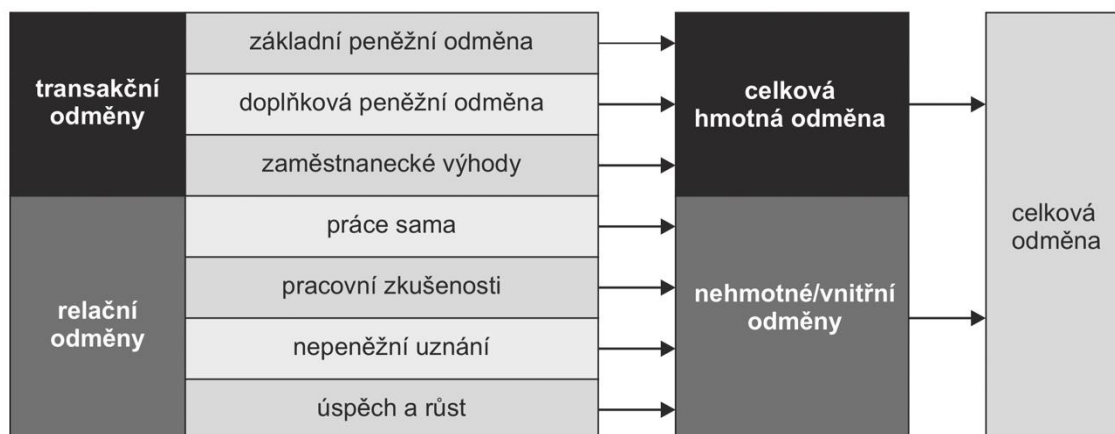 transakční
odměny
základní peněžní odměna
doplňková peněžní odměna
zaměstnanecké výhody
celková
hmotná odměna
relační
odměny
práce sama
pracovní zkušenosti
nepeněžní uznání
úspěch a růst
nehmotné/vnitřní
odměny
celková
odměna